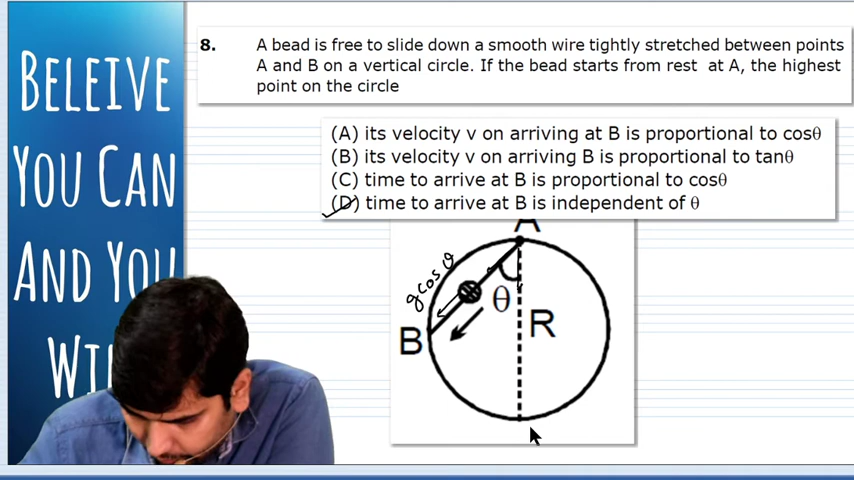 BELEIVE
YOU CAN
AND YOU
8. A bead is free to slide down a smooth wire tightly stretched between points
A and B on a vertical circle. If the bead starts from rest at A, the highest
point on the circle
(A) its velocity v on arriving at B is proportional to cosθ
(B) its velocity v on arriving B is proportional to tanθ
(C) time to arrive at B is proportional to cosθ
(D) time to arrive at B is independent of θ
A
g cos θ
θ
R
B